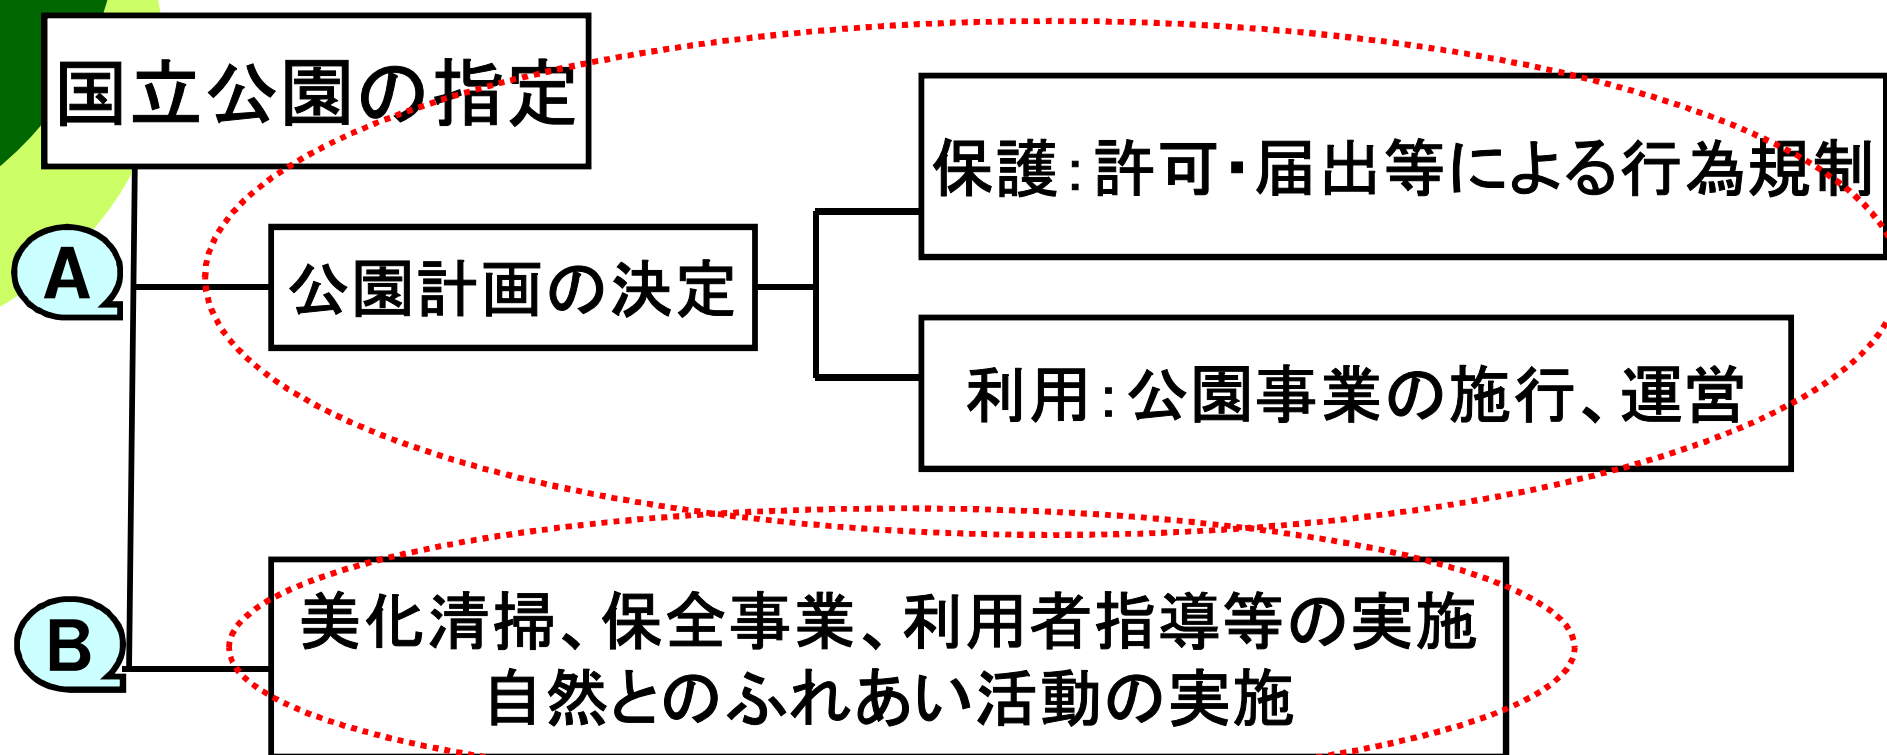 国立公園の指定
保護：許可・届出等による行為規制
A
公園計画の決定
利用：公園事業の施行、運営
B
美化清掃、保全事業、利用者指導等の実施
自然とのふれあい活動の実施